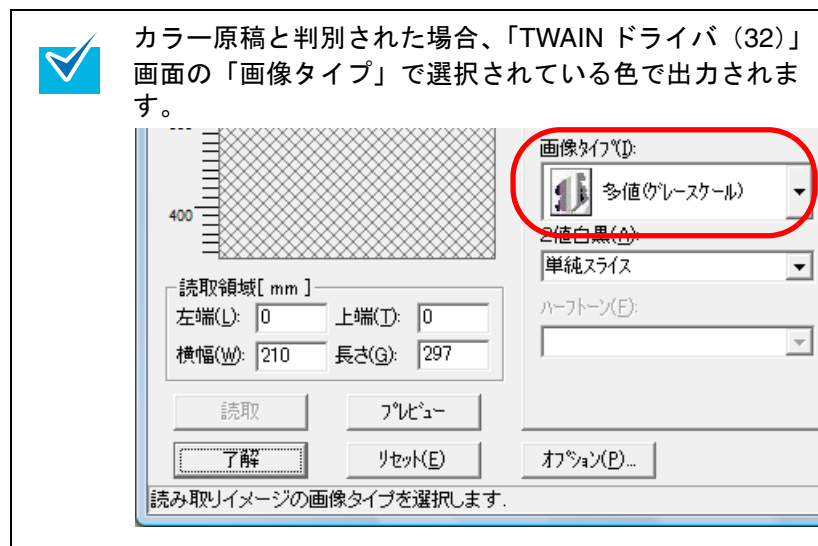 カラー原稿と判別された場合、「TWAIN ドライバ（32）」
画面の「画像タイプ」で選択されている色で出力されま
す。
画像ﾀｲﾌﾟ(I):
多値(ｸﾞﾚｰｽｹｰﾙ)
400
2値白黒(A):
単純ｽﾗｲｽ
読取領域[ mm ]
左端(L): 0 上端(T): 0
ﾊｰﾌﾄｰﾝ(F):
横幅(W): 210 長さ(G): 297
読取 ﾌﾟﾚﾋﾞｭｰ
了解 ﾘｾｯﾄ(E) ｵﾌﾟｼｮﾝ(P)...
読み取りイメージの画像タイプを選択します.